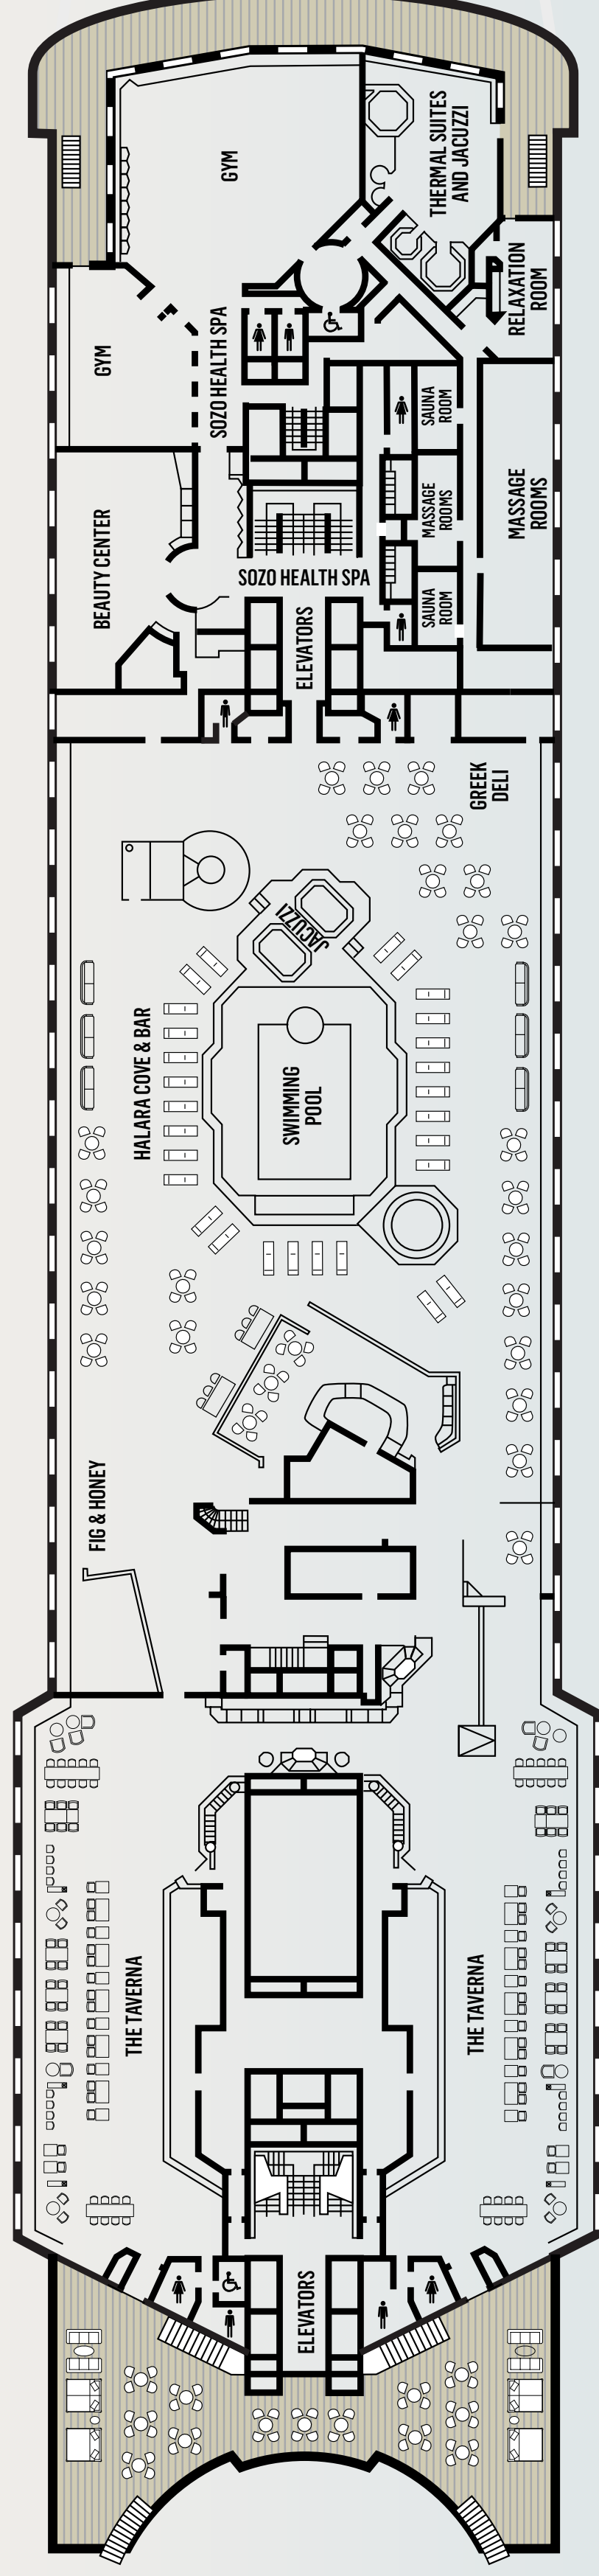 GYM
THERMAL SUITES
AND JACUZZI
RELAXATION
ROOM
GYM
SOZO HEALTH SPA
SAUNA
ROOM
MASSAGE
ROOMS
MASSAGE
ROOMS
BEAUTY CENTER
SOZO HEALTH SPA
SAUNA
ROOM
ELEVATORS
GREEK
DELI
JACUZZI
HALARA COVE & BAR
SWIMMING
POOL
FIG & HONEY
THE TAVERNA
THE TAVERNA
ELEVATORS